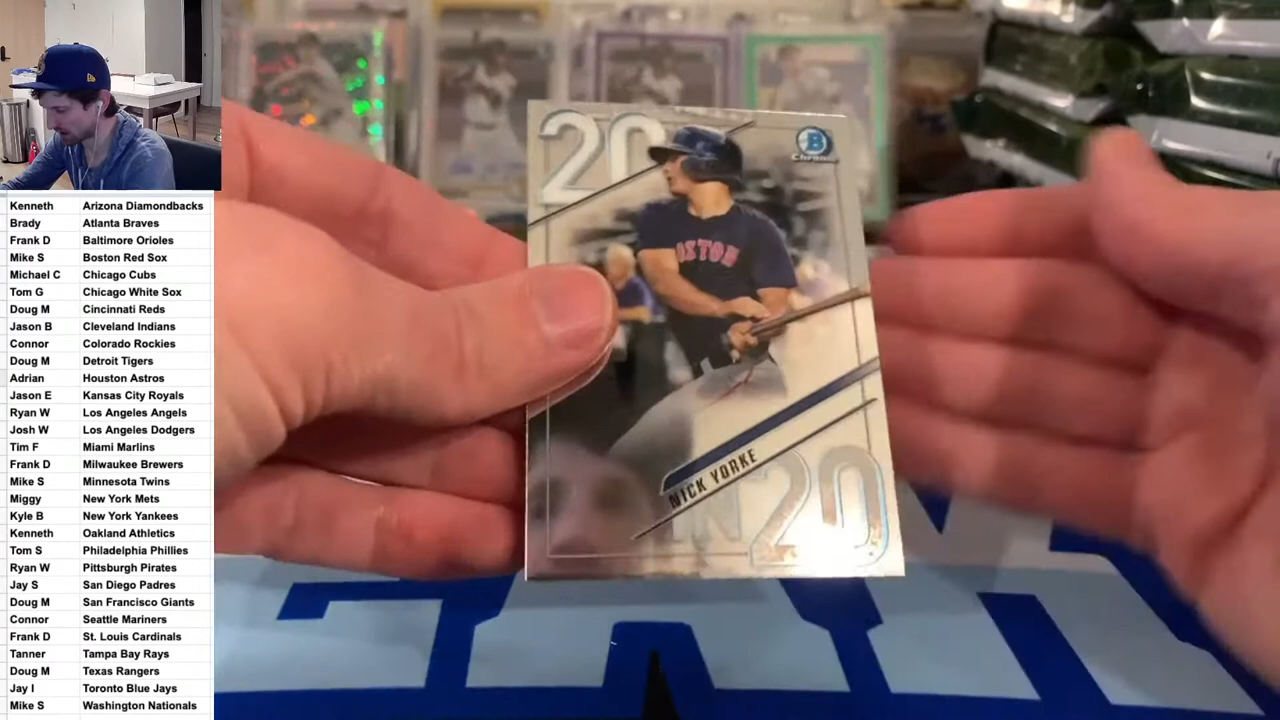 Kenneth Arizona Diamondbacks
Brady Atlanta Braves
Frank D Baltimore Orioles
Mike S Boston Red Sox
Michael C Chicago Cubs
Tom G Chicago White Sox
Doug M Cincinnati Reds
Jason B Cleveland Indians
Connor Colorado Rockies
Doug M Detroit Tigers
Adrian Houston Astros
Jason E Kansas City Royals
Ryan W Los Angeles Angels
Josh W Los Angeles Dodgers
Tim F Miami Marlins
Frank D Milwaukee Brewers
Mike S Minnesota Twins
Miggy New York Mets
Kyle B New York Yankees
Kenneth Oakland Athletics
Tom S Philadelphia Phillies
Ryan W Pittsburgh Pirates
Jay S San Diego Padres
Doug M San Francisco Giants
Connor Seattle Mariners
Frank D St. Louis Cardinals
Tanner Tampa Bay Rays
Doug M Texas Rangers
Jay I Toronto Blue Jays
Mike S Washington Nationals
20
B
Chrome
OSTON
NICK YORKE
IN 20